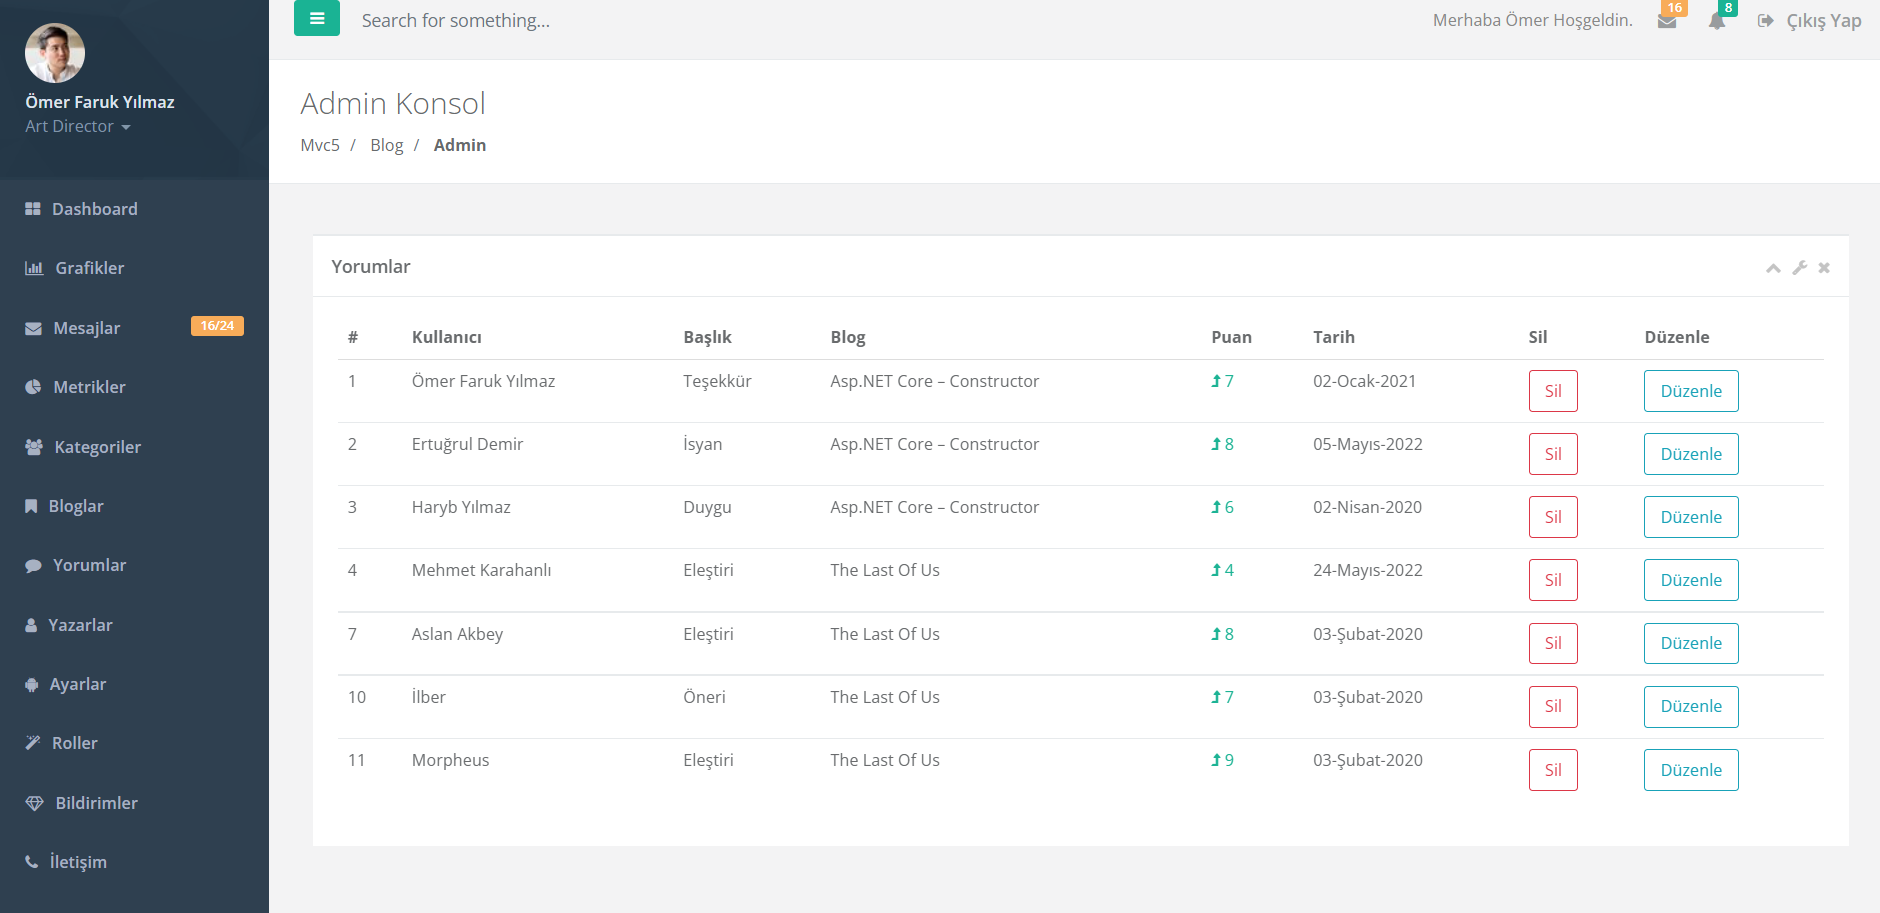 Ömer Faruk Yılmaz
Art Director
Dashboard
Grafikler
Mesajlar 16/24
Metrikler
Kategoriler
Bloglar
Yorumlar
Yazarlar
Ayarlar
Roller
Bildirimler
İletişim
Search for something...
Merhaba Ömer Hoşgeldin. 16 8 Çıkış Yap
Admin Konsol
Mvc5 / Blog / Admin
Yorumlar
# Kullanıcı Başlık Blog Puan Tarih Sil Düzenle
1 Ömer Faruk Yılmaz Teşekkür Asp.NET Core – Constructor 7 02-Ocak-2021 Sil Düzenle
2 Ertuğrul Demir İsyan Asp.NET Core – Constructor 8 05-Mayıs-2022 Sil Düzenle
3 Haryb Yılmaz Duygu Asp.NET Core – Constructor 6 02-Nisan-2020 Sil Düzenle
4 Mehmet Karahanlı Eleştiri The Last Of Us 4 24-Mayıs-2022 Sil Düzenle
7 Aslan Akbey Eleştiri The Last Of Us 8 03-Şubat-2020 Sil Düzenle
10 İlber Öneri The Last Of Us 7 03-Şubat-2020 Sil Düzenle
11 Morpheus Eleştiri The Last Of Us 9 03-Şubat-2020 Sil Düzenle